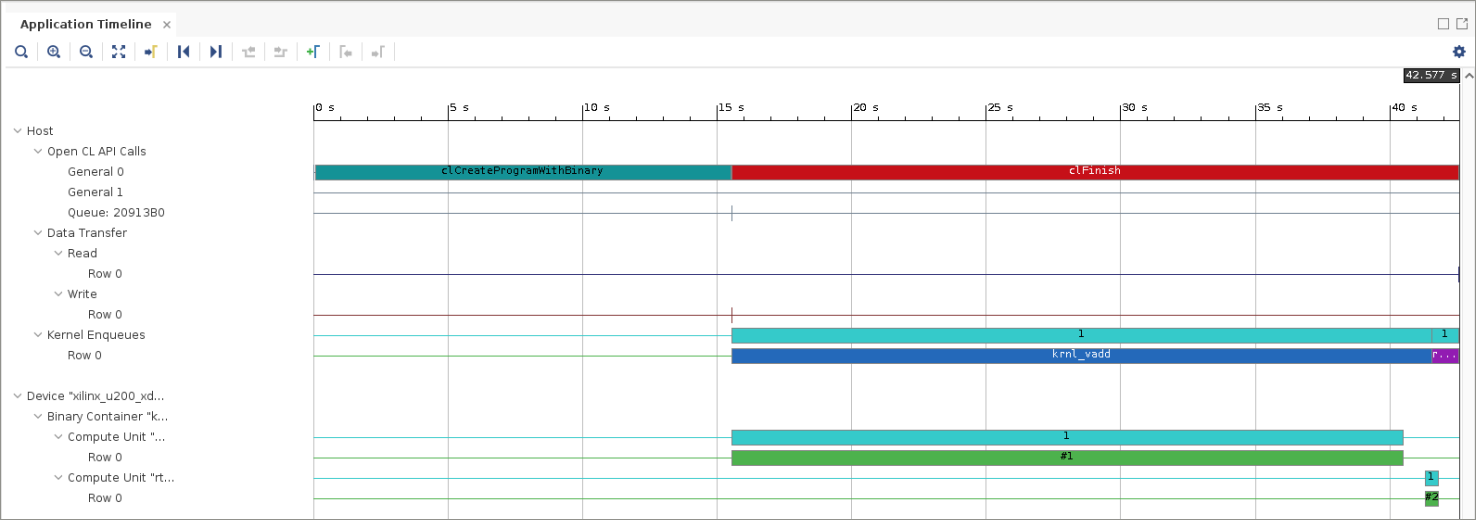 Application Timeline ×
42.577 s
0 s 5 s 10 s 15 s 20 s 25 s 30 s 35 s 40 s
Host
Open CL API Calls
General 0 clCreateProgramWithBinary clFinish
General 1
Queue: 20913B0
Data Transfer
Read
Row 0
Write
Row 0
Kernel Enqueues 1 1
Row 0 krnl_vadd r...
Device "xilinx_u200_xd...
Binary Container "k...
Compute Unit "... 1
Row 0 #1
Compute Unit "rt... 1
Row 0 #2